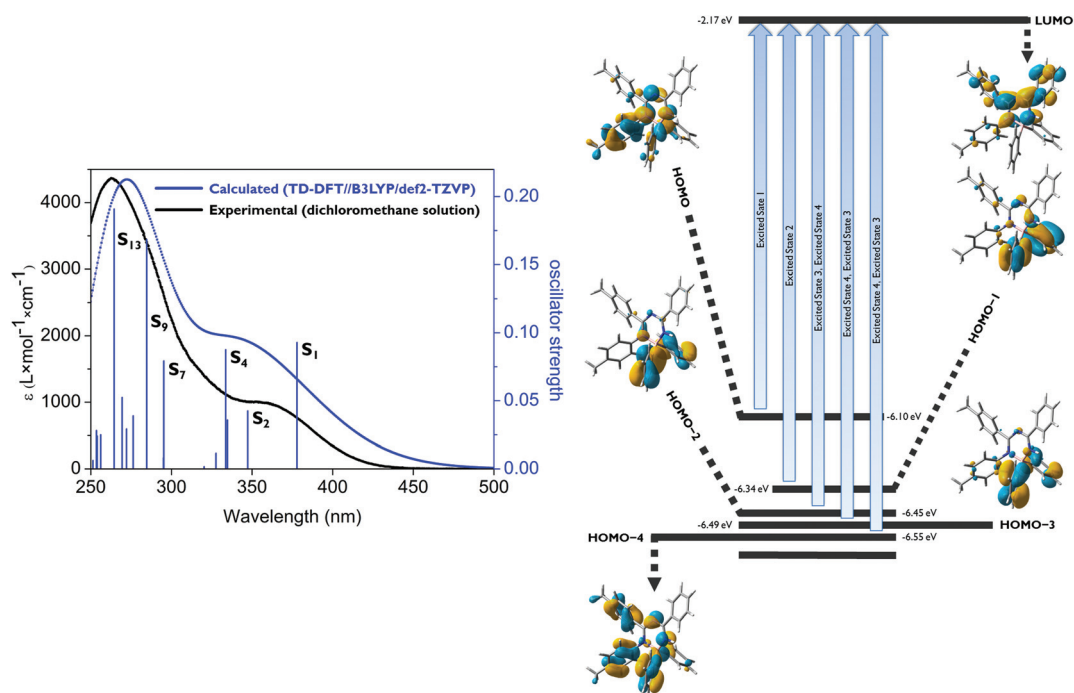 Calculated (TD-DFT//B3LYP/def2-TZVP)
Experimental (dichloromethane solution)
ε (L×mol⁻¹×cm⁻¹)
4000
3000
2000
1000
0
0.20
0.15
0.10
0.05
0.00
oscillator strength
S₁₃
S₉
S₇
S₄
S₂
S₁
250
300
350
400
450
500
Wavelength (nm)
-2.17 eV
LUMO
HOMO
HOMO−1
HOMO−2
Excited State 1
Excited State 2
Excited State 3, Excited State 4
Excited State 4, Excited State 3
Excited State 4, Excited State 3
-6.10 eV
-6.34 eV
-6.45 eV
-6.49 eV
HOMO−3
HOMO−4
-6.55 eV